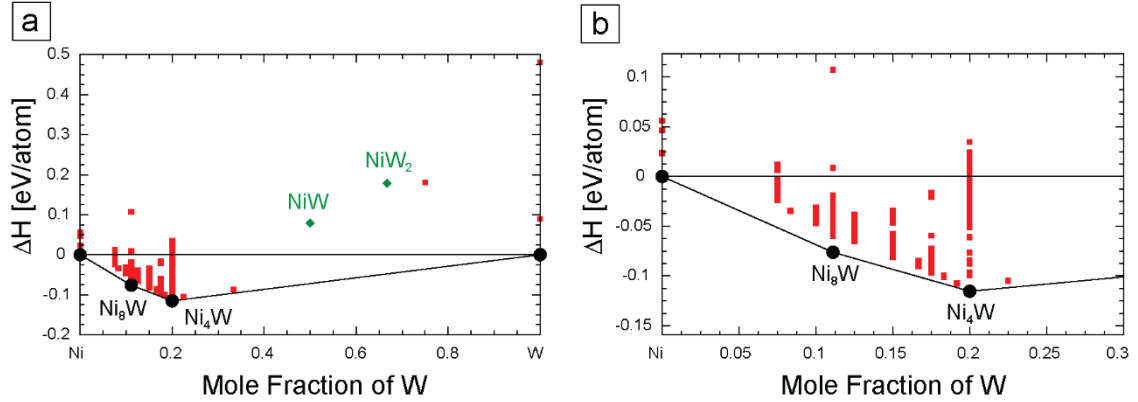 a
b
0.5
0.4
0.3
0.2
0.1
0
-0.1
-0.2
ΔH [eV/atom]
NiW₂
NiW
Ni₈W
Ni₄W
Ni
0.2
0.4
0.6
0.8
W
Mole Fraction of W
0.1
0.05
0
-0.05
-0.1
-0.15
ΔH [eV/atom]
Ni₈W
Ni₄W
Ni
0.05
0.1
0.15
0.2
0.25
0.3
Mole Fraction of W